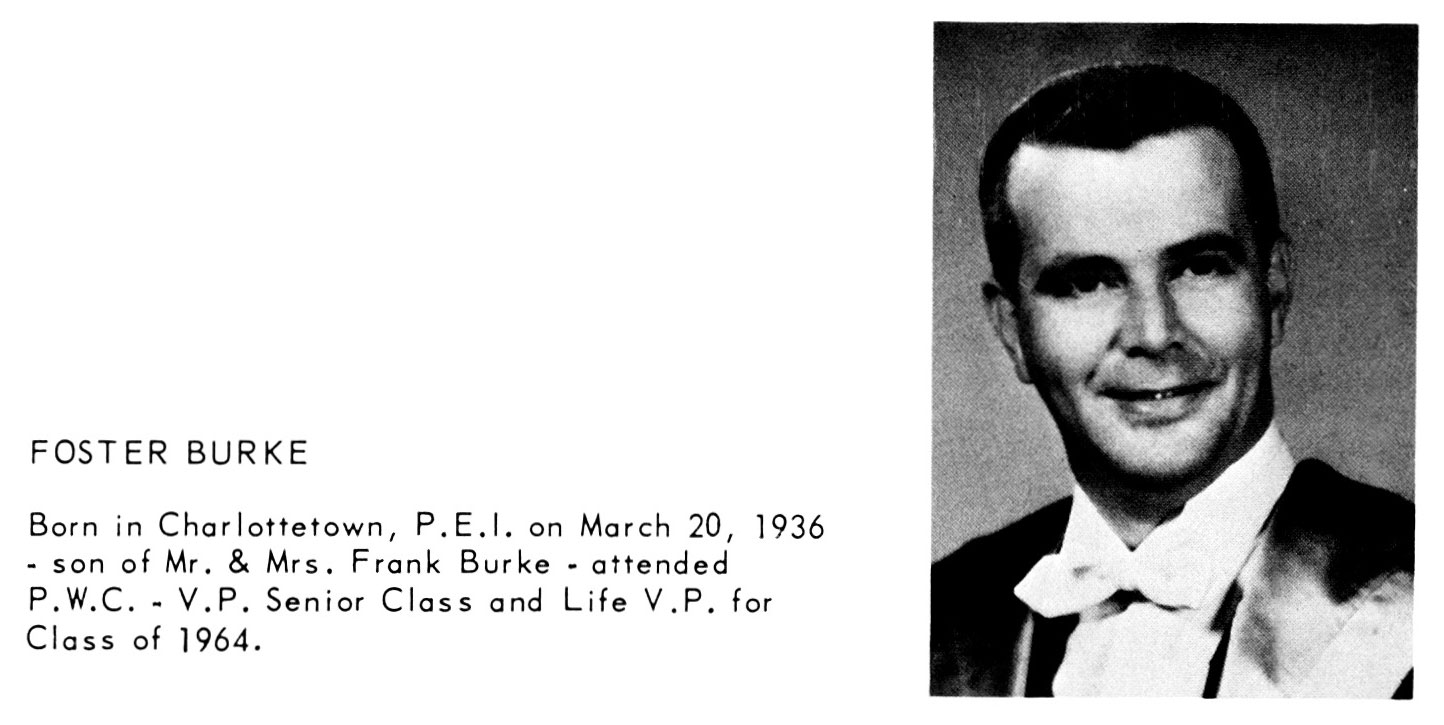 FOSTER BURKE
Born in Charlottetown, P.E.I. on March 20, 1936
- son of Mr. & Mrs. Frank Burke - attended
P.W.C. - V.P. Senior Class and Life V.P. for
Class of 1964.